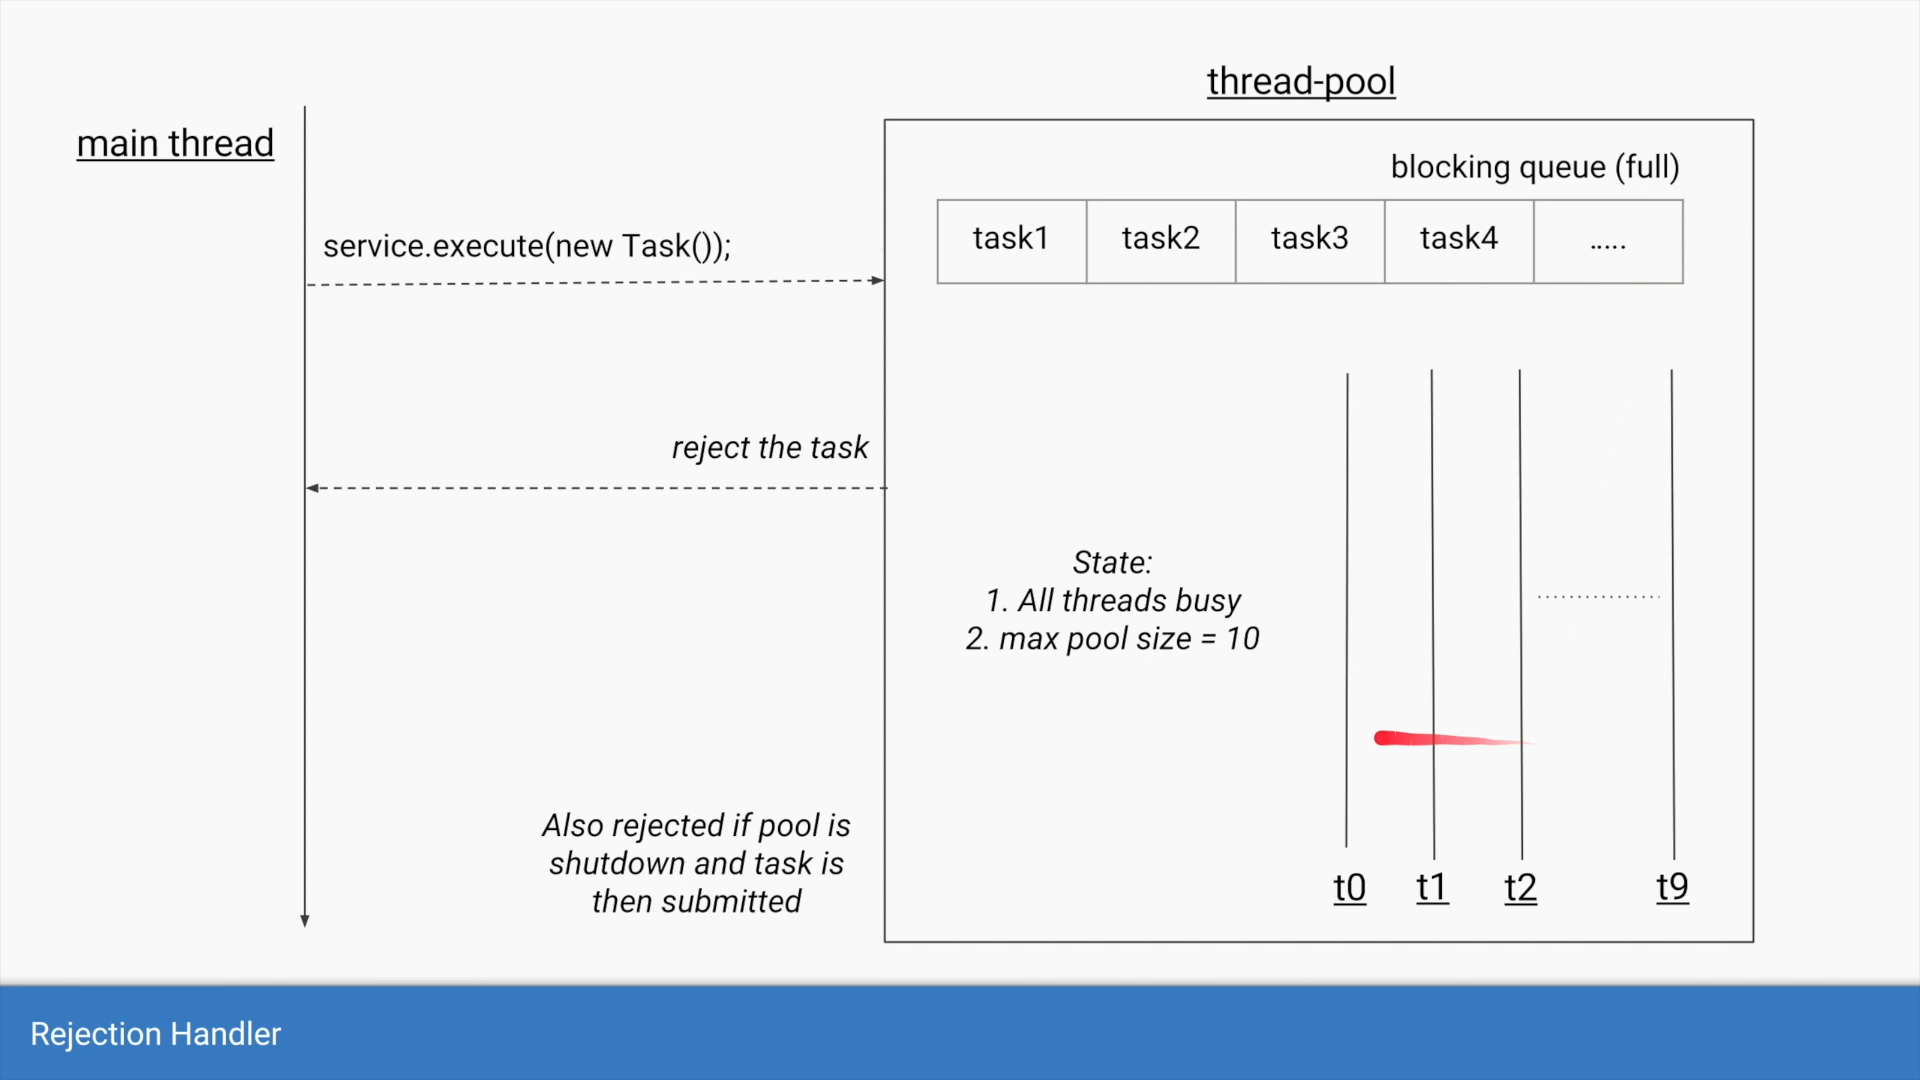 thread-pool
main thread
blocking queue (full)
task1 task2 task3 task4 .....
service.execute(new Task());
reject the task
State:
1. All threads busy
2. max pool size = 10
Also rejected if pool is
shutdown and task is
then submitted
t0 t1 t2 t9
Rejection Handler